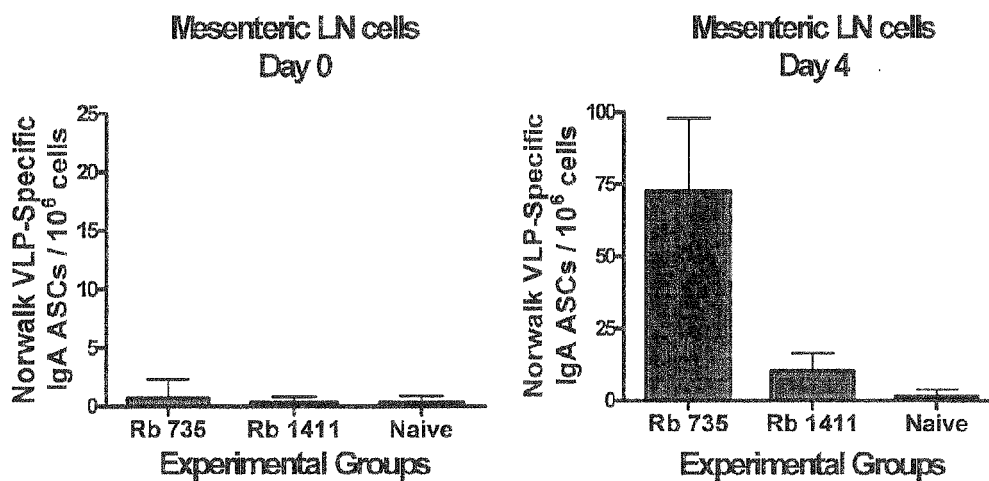 Mesenteric LN cells
Day 0
Norwalk VLP-Specific
IgA ASCs / 10⁶ cells
25
20
15
10
5
0
Rb 735 Rb 1411 Naive
Experimental Groups
Mesenteric LN cells
Day 4
Norwalk VLP-Specific
IgA ASCs / 10⁶ cells
100
75
50
25
0
Rb 735 Rb 1411 Naive
Experimental Groups